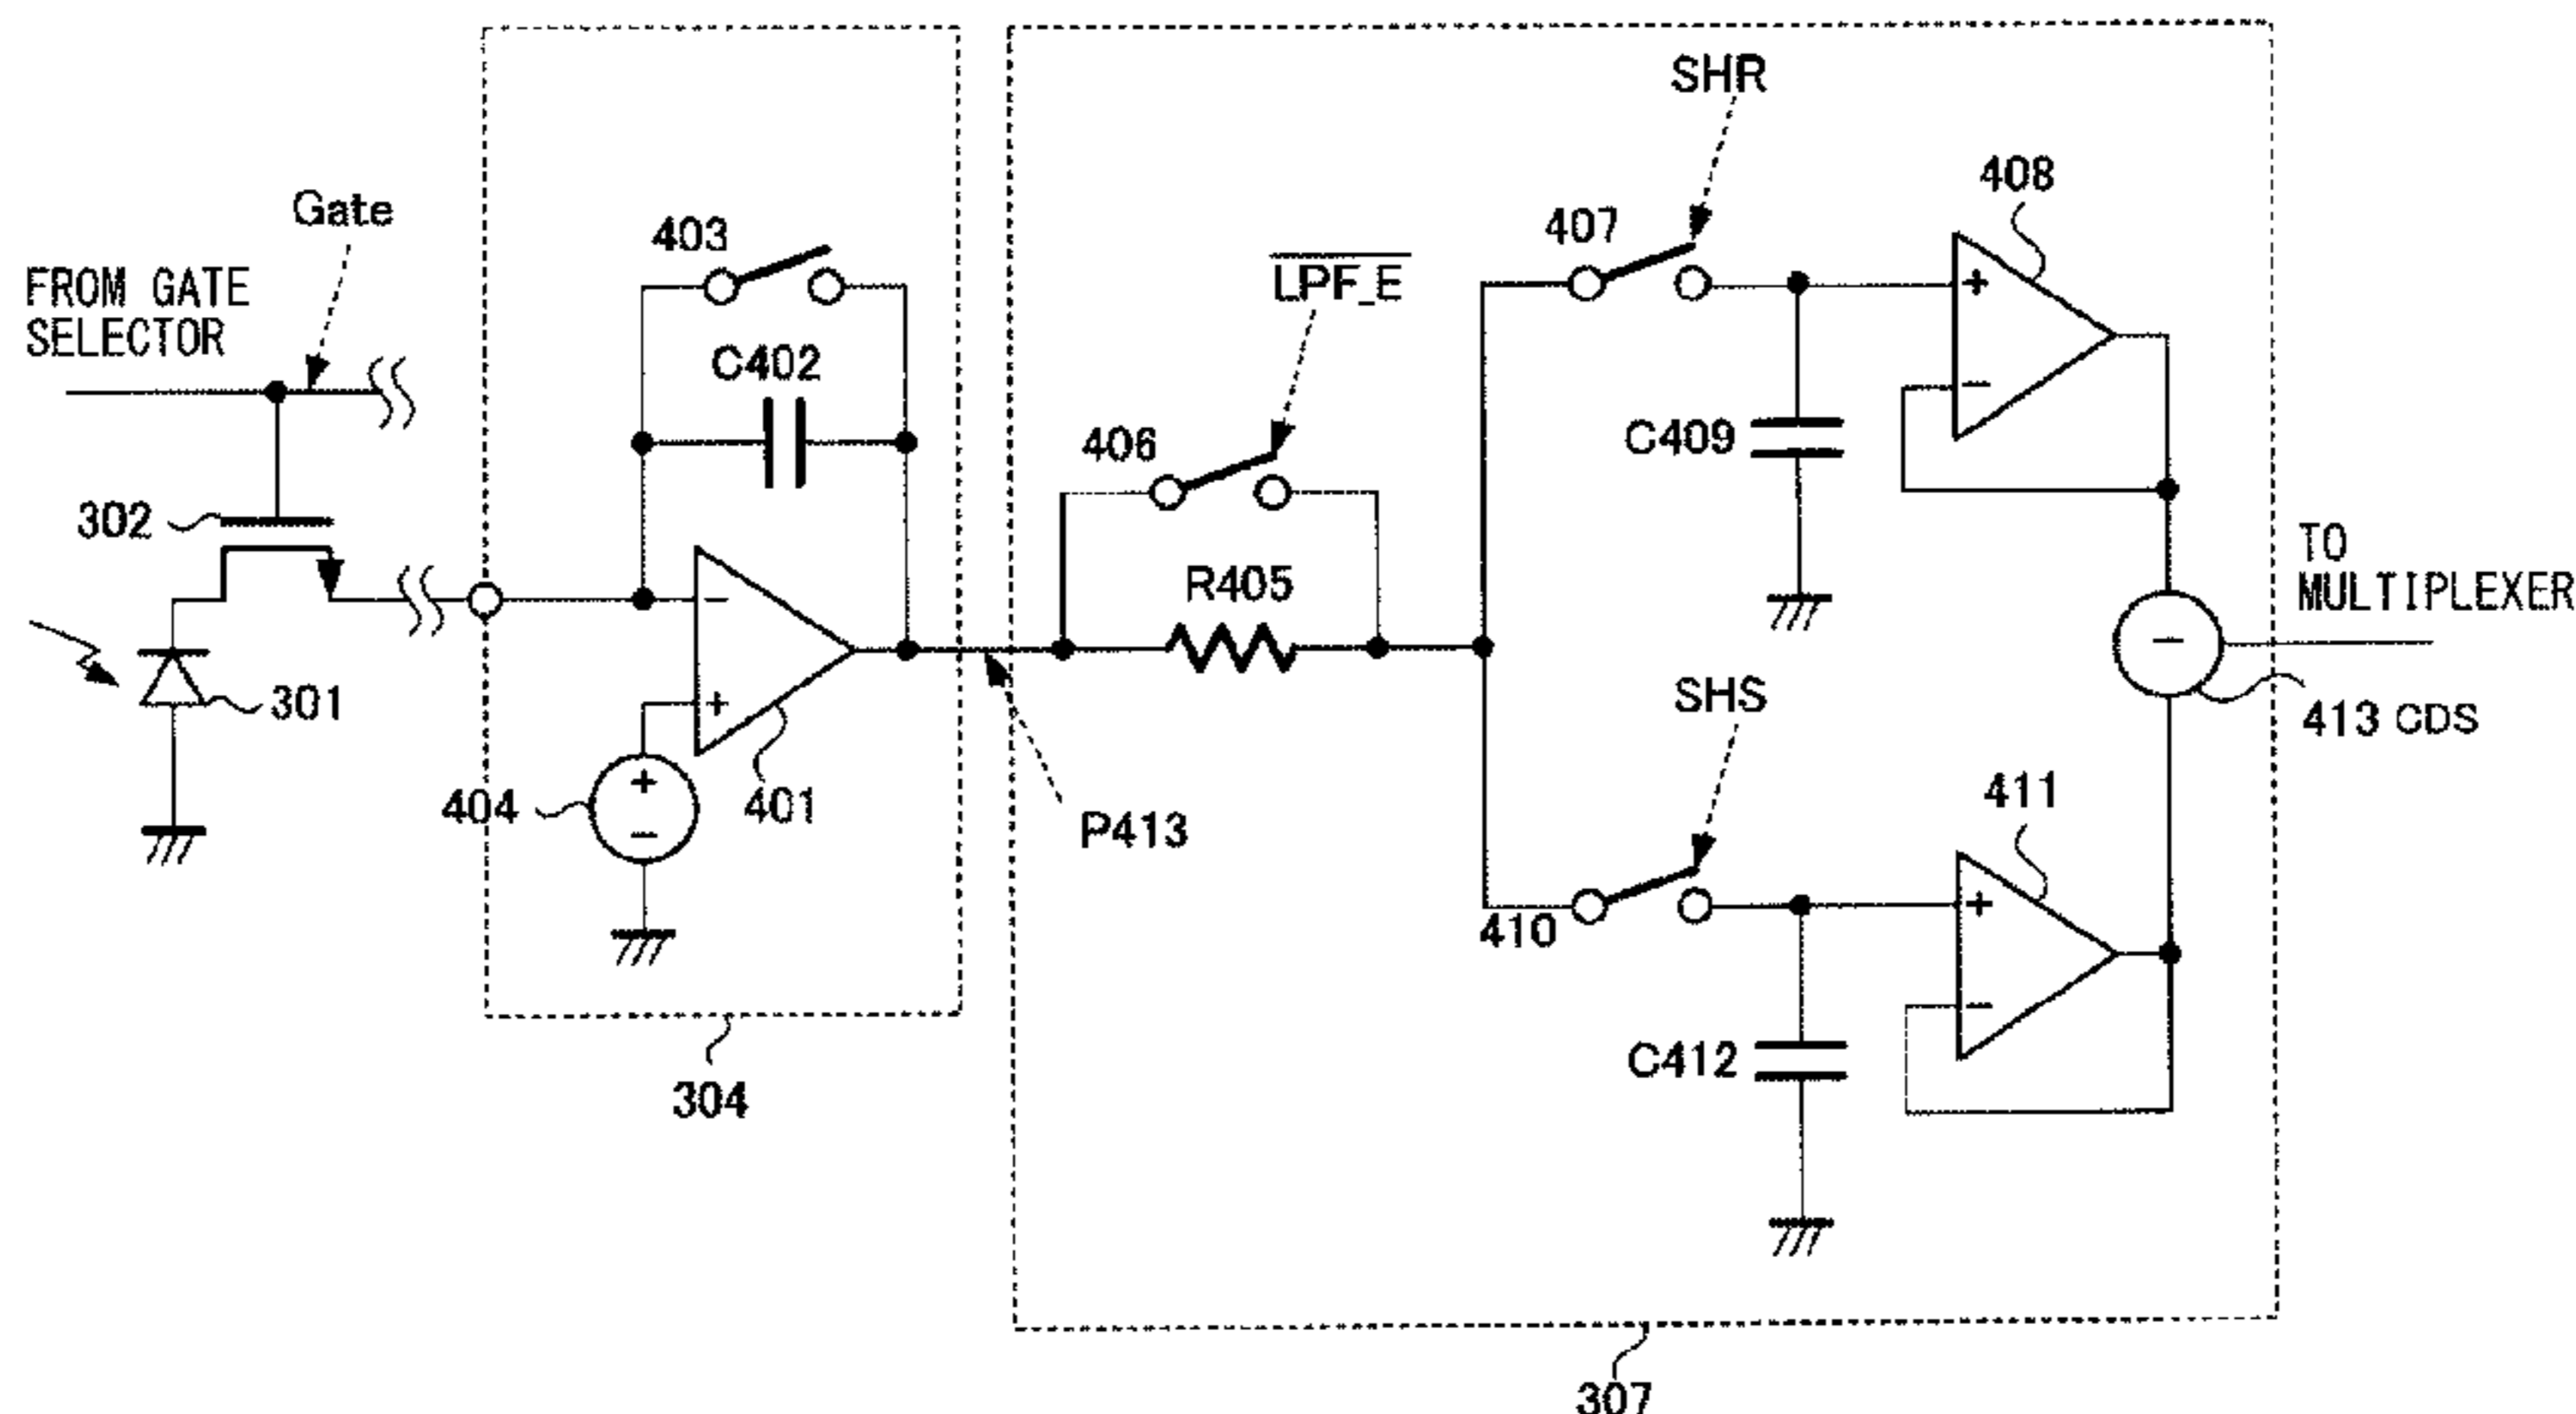 SHR
408
Gate
403
407
LPF_E
FROM GATE
SELECTOR
C402
+
406
C409
−
302
TO
MULTIPLEXER
R405
−
−
301
SHS
+
413 CDS
+
404
401
P413
411
−
+
410
−
C412
304
307